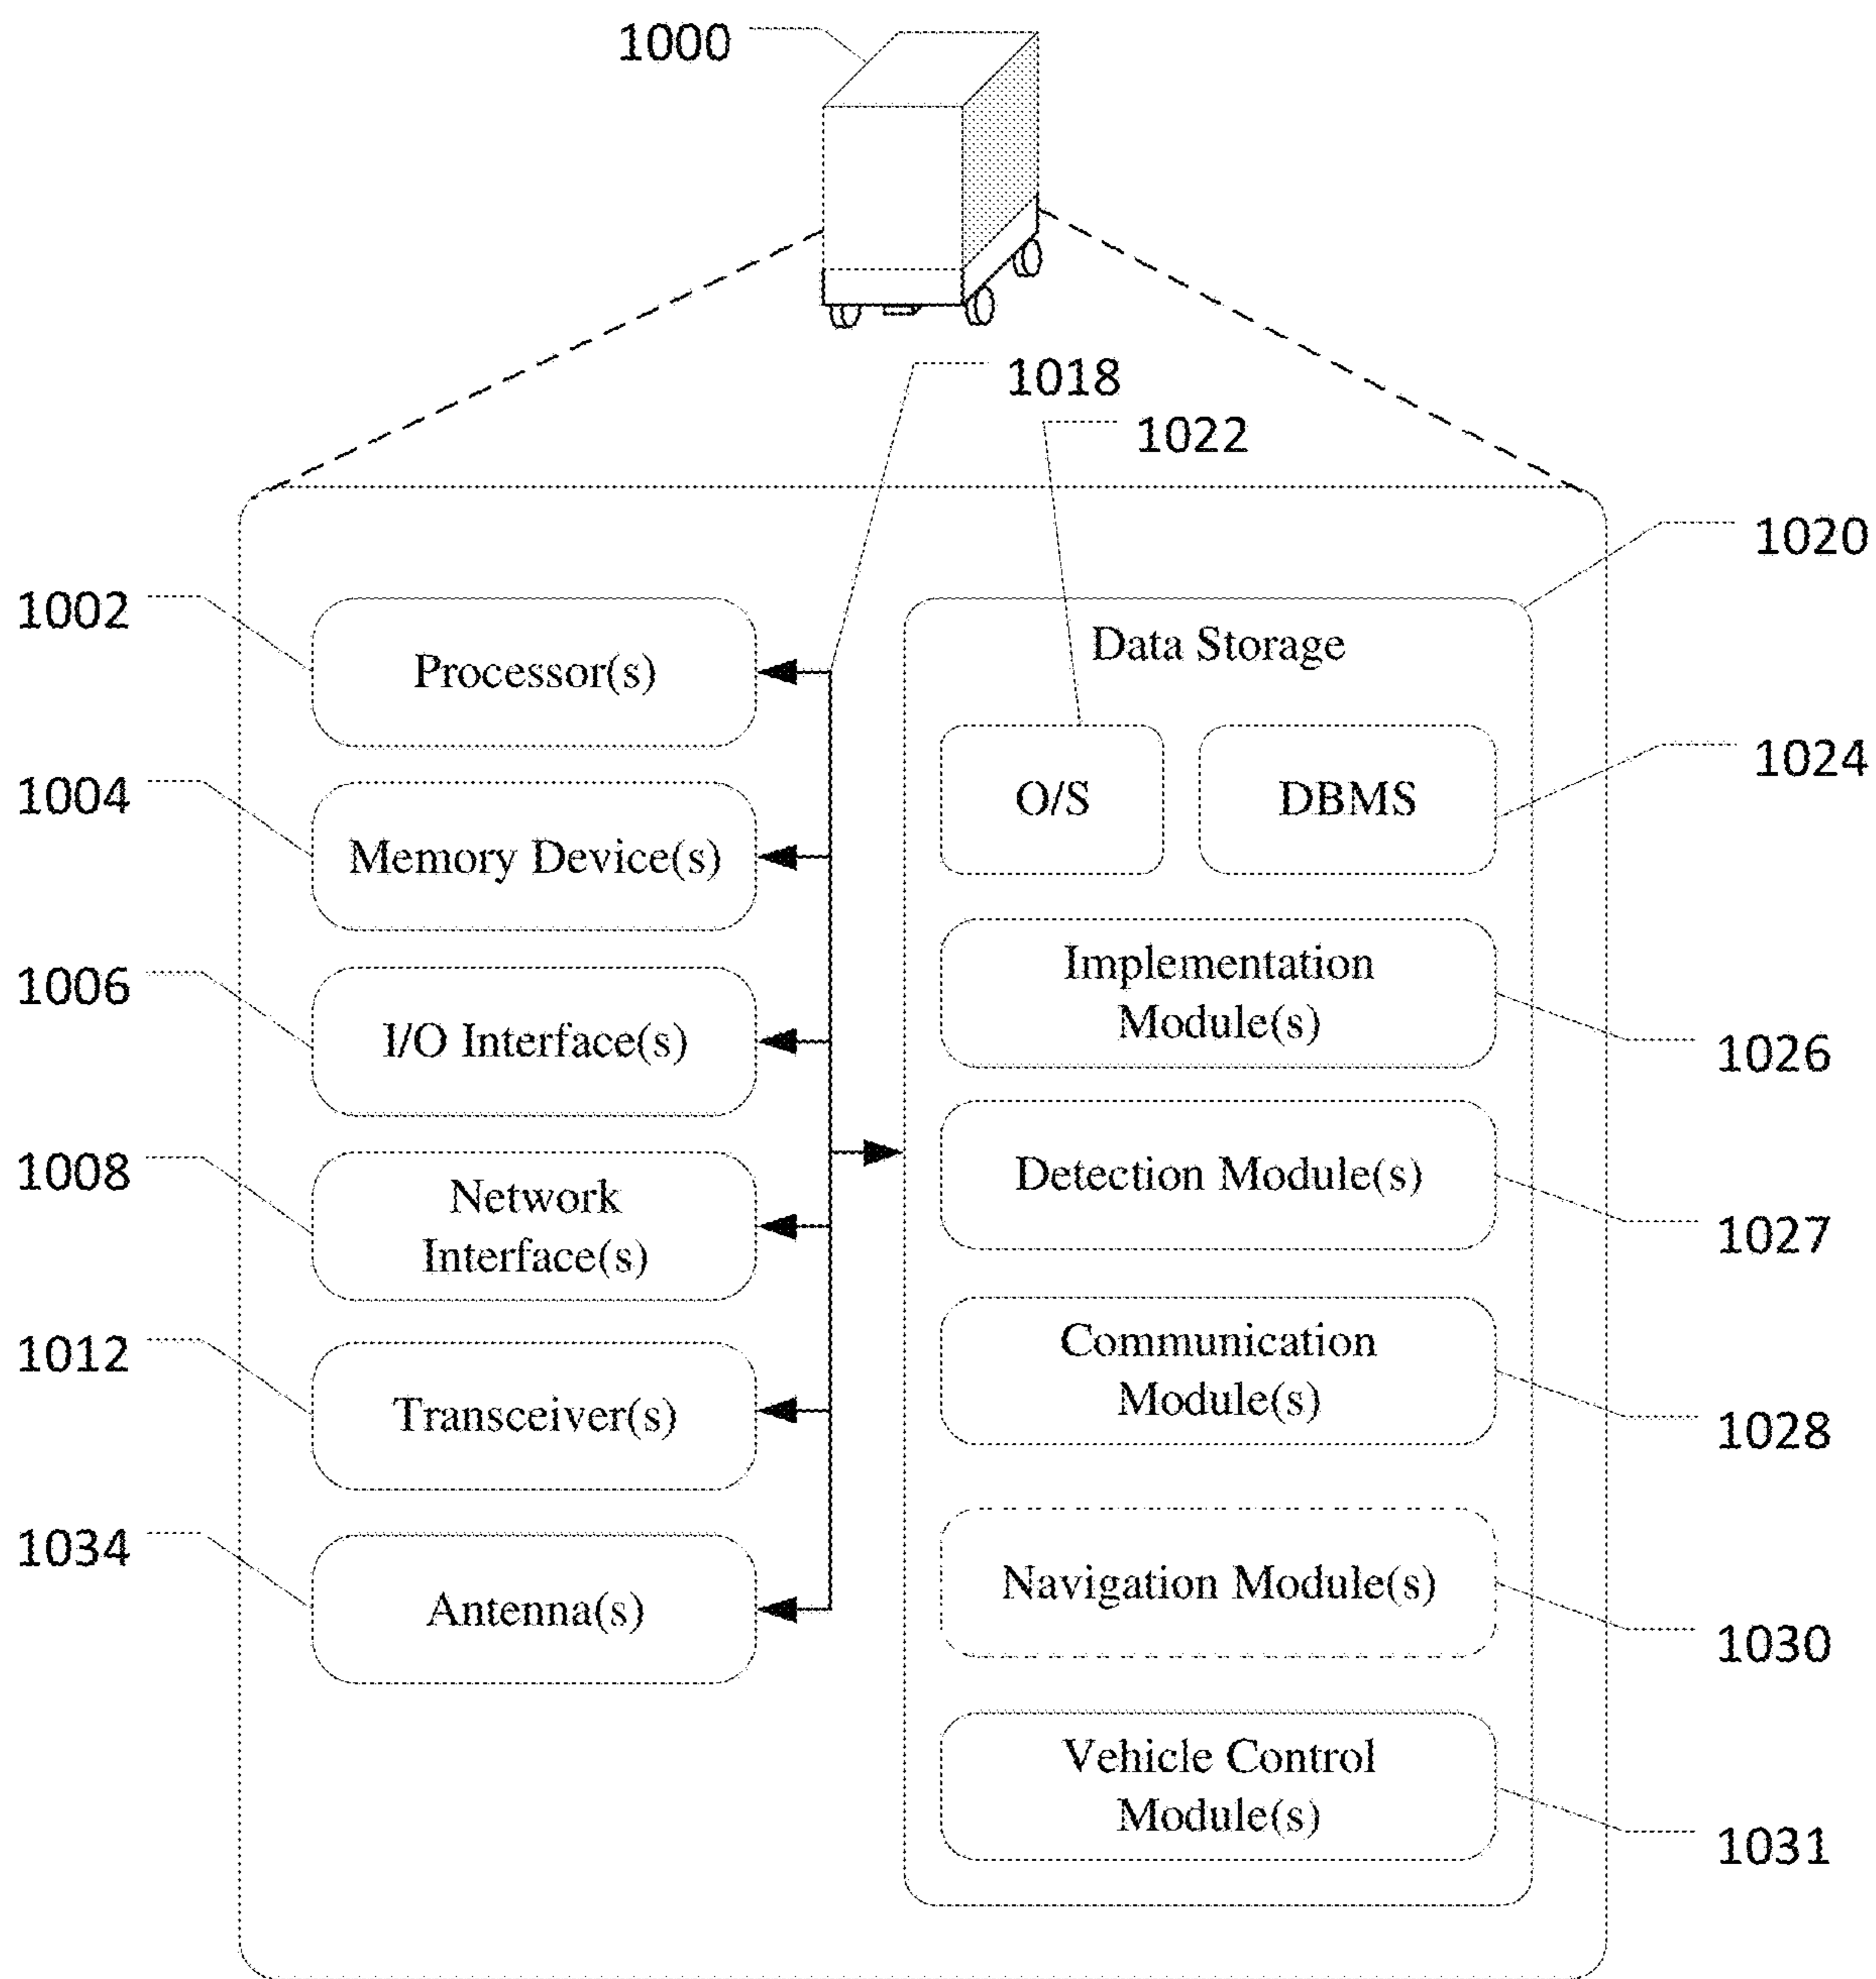 1000
1018
1022
1020
1002
Processor(s)
Data Storage
1004
Memory Device(s)
O/S
DBMS
1024
1006
I/O Interface(s)
Implementation
Module(s)
1026
1008
Network
Interface(s)
Detection Module(s)
1027
1012
Transceiver(s)
Communication
Module(s)
1028
1034
Antenna(s)
Navigation Module(s)
1030
Vehicle Control
Module(s)
1031